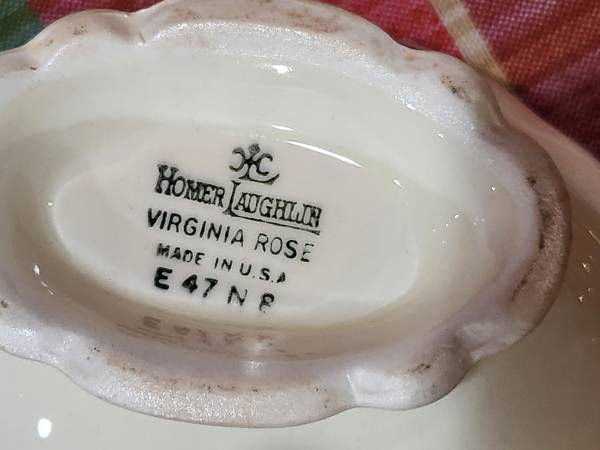 HOMER LAUGHLIN
VIRGINIA ROSE
MADE IN U.S.A
E 47 N 8